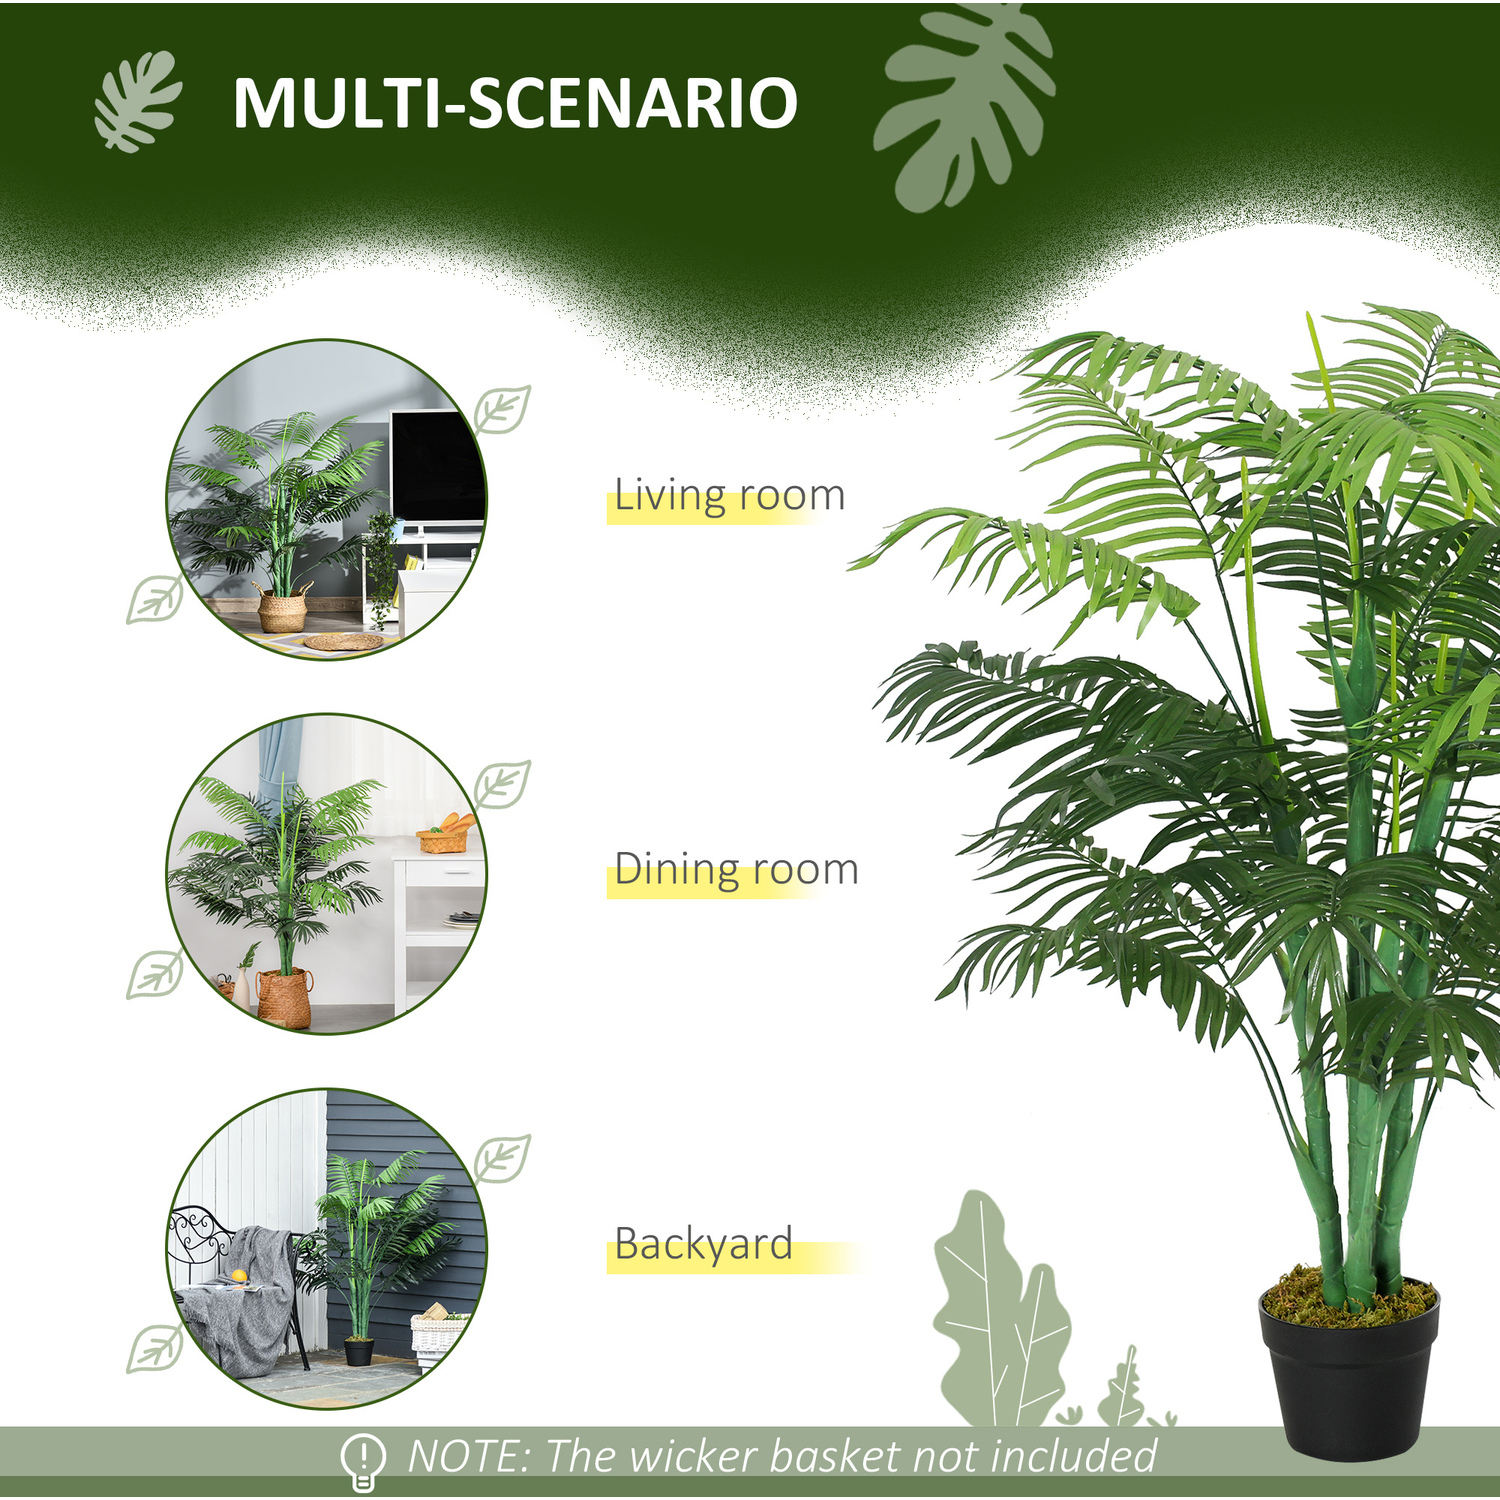 MULTI-SCENARIO
Living room
Dining room
Backyard
NOTE: The wicker basket not included